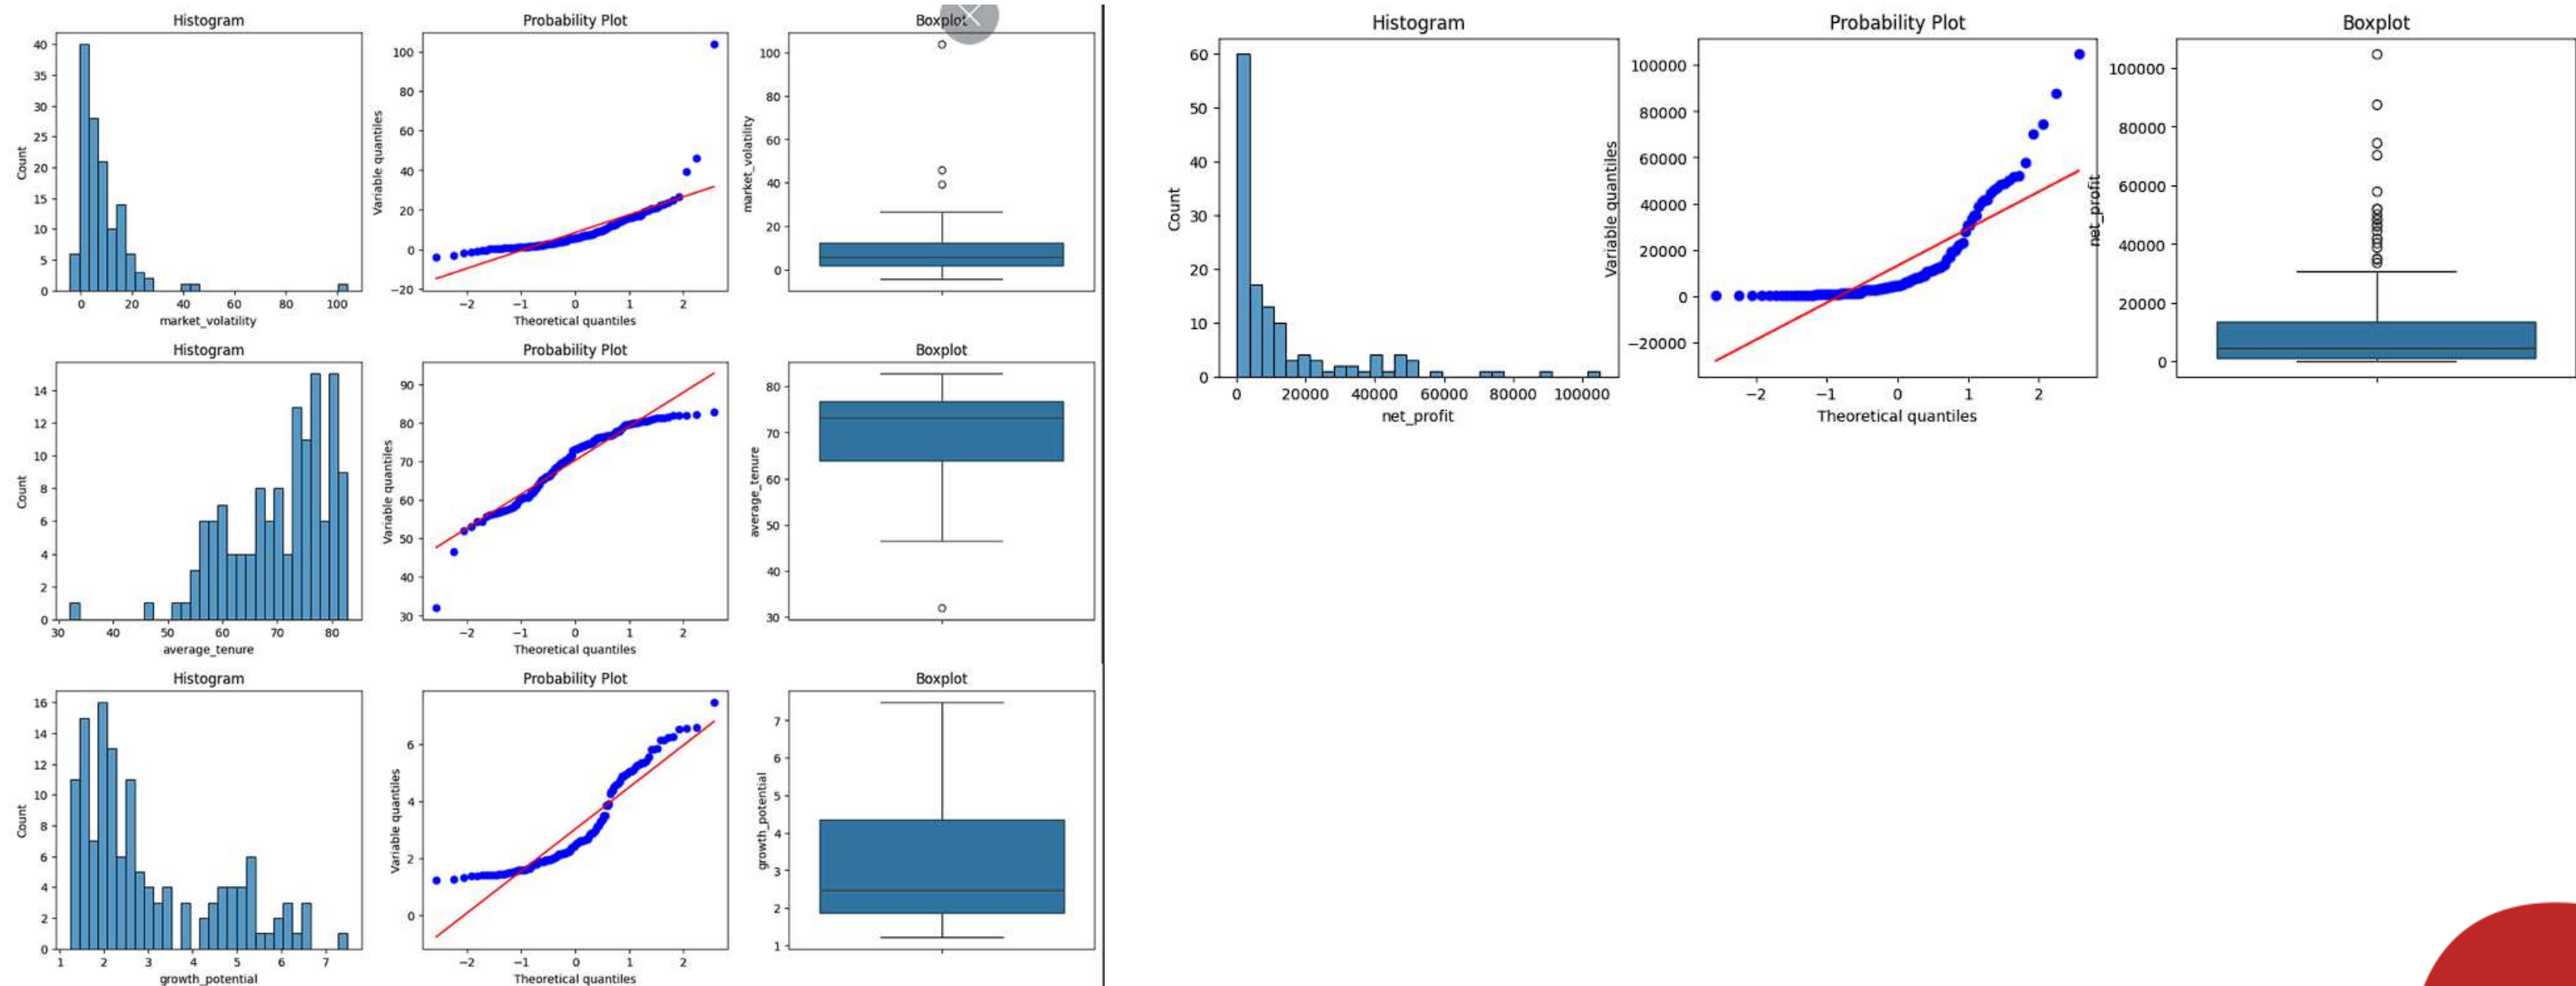 Histogram
Count
40
35
30
25
20
15
10
5
0
0 20 40 60 80 100
market_volatility
Probability Plot
Variable quantiles
100
80
60
40
20
0
−20
−2 −1 0 1 2
Theoretical quantiles
Boxplot
market_volatility
100
80
60
40
20
0
Histogram
Count
14
12
10
8
6
4
2
0
30 40 50 60 70 80
average_tenure
Probability Plot
Variable quantiles
90
80
70
60
50
40
30
−2 −1 0 1 2
Theoretical quantiles
Boxplot
average_tenure
80
70
60
50
40
30
Histogram
Count
16
14
12
10
8
6
4
2
0
1 2 3 4 5 6 7
growth_potential
Probability Plot
Variable quantiles
6
4
2
0
−2 −1 0 1 2
Theoretical quantiles
Boxplot
growth_potential
7
6
5
4
3
2
1
Histogram
Count
60
50
40
30
20
10
0
0 20000 40000 60000 80000 100000
net_profit
Probability Plot
Variable quantiles
100000
80000
60000
40000
20000
0
−20000
−2 −1 0 1 2
Theoretical quantiles
Boxplot
net_profit
100000
80000
60000
40000
20000
0